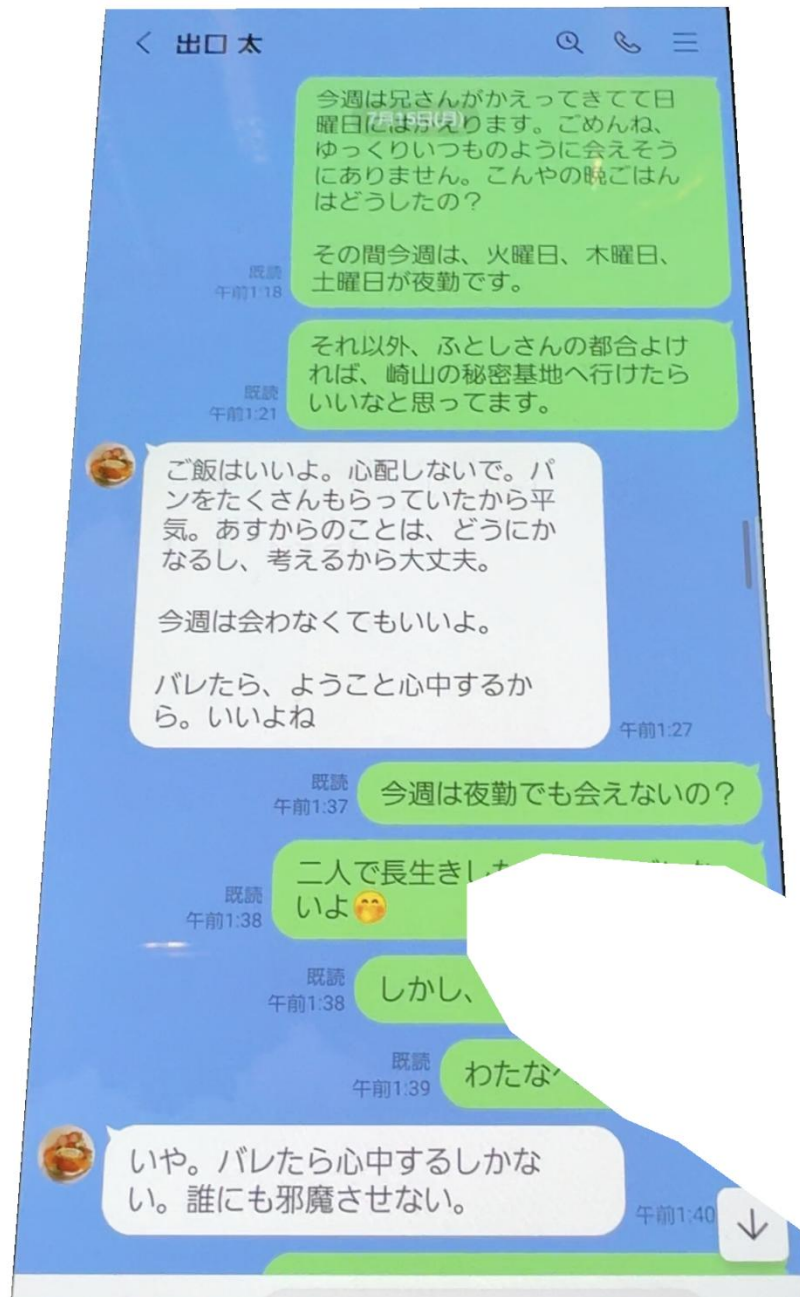 出口 太
今週は兄さんがかえってきてて日
7月15日(月)
曜日にはかえります。ごめんね、
ゆっくりいつものように会えそう
にありません。こんやの晩ごはん
はどうしたの？
その間今週は、火曜日、木曜日、
土曜日が夜勤です。
既読
午前1:18
それ以外、ふとしさんの都合よけ
れば、崎山の秘密基地へ行けたら
いいなと思ってます。
既読
午前1:21
ご飯はいいよ。心配しないで。パ
ンをたくさんもらっていたから平
気。あすからのことは、どうにか
なるし、考えるから大丈夫。
今週は会わなくてもいいよ。
バレたら、ようこと心中するか
ら。いいよね
午前1:27
今週は夜勤でも会えないの？
既読
午前1:37
二人で長生きし
いよ🤭
既読
午前1:38
しかし、
既読
午前1:38
わたな
既読
午前1:39
いや。バレたら心中するしかな
い。誰にも邪魔させない。
午前1:40